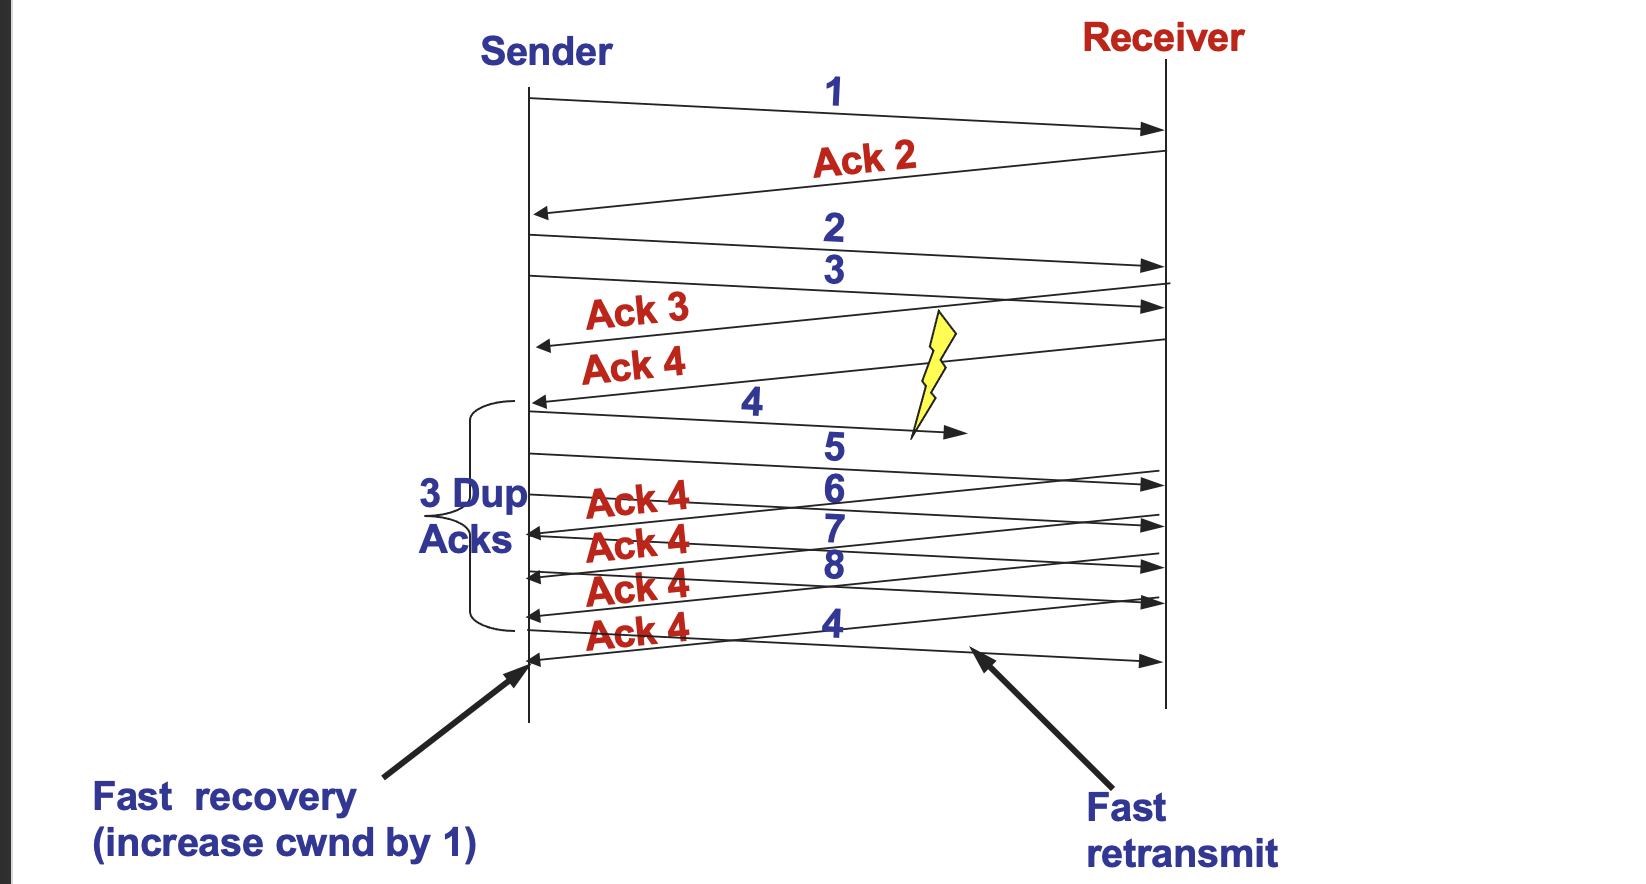 Sender
Receiver
1
Ack 2
2
3
Ack 3
Ack 4
4
5
3 Dup
Acks
6
Ack 4
7
Ack 4
8
Ack 4
4
Ack 4
Fast recovery
(increase cwnd by 1)
Fast
retransmit